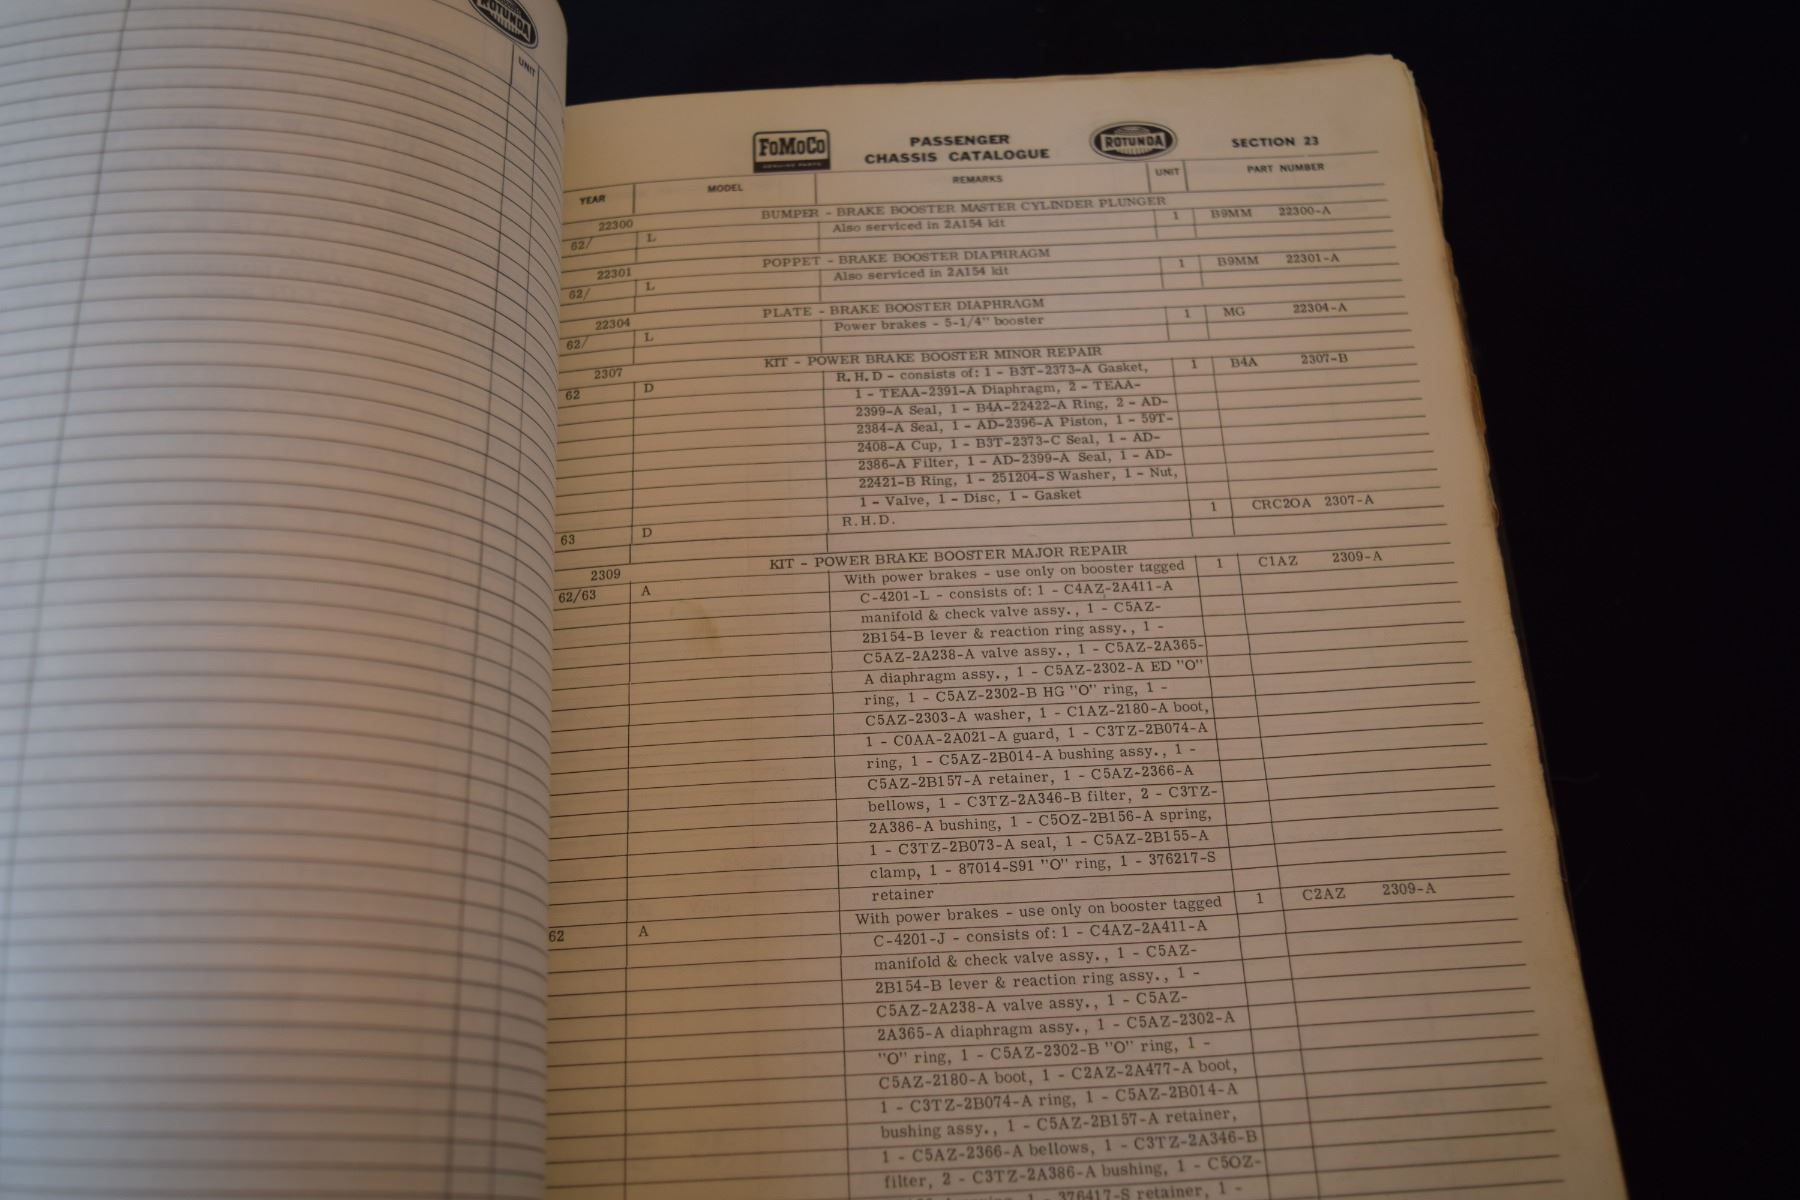 ROTUNDA
UNIT
FoMoCo
GENUINE PARTS
PASSENGER
CHASSIS CATALOGUE
ROTUNDA
SECTION 23
YEAR MODEL REMARKS UNIT PART NUMBER
22300 BUMPER - BRAKE BOOSTER MASTER CYLINDER PLUNGER
62/ L Also serviced in 2A154 kit 1 B9MM 22300-A
22301 POPPET - BRAKE BOOSTER DIAPHRAGM
62/ L Also serviced in 2A154 kit 1 B9MM 22301-A
22304 PLATE - BRAKE BOOSTER DIAPHRAGM
62/ L Power brakes - 5-1/4" booster 1 MG 22304-A
2307 KIT - POWER BRAKE BOOSTER MINOR REPAIR
62 D R.H.D - consists of: 1 - B3T-2373-A Gasket, 1 B4A 2307-B
1 - TEAA-2391-A Diaphragm, 2 - TEAA-
2399-A Seal, 1 - B4A-22422-A Ring, 2 - AD-
2384-A Seal, 1 - AD-2396-A Piston, 1 - 59T-
2408-A Cup, 1 - B3T-2373-C Seal, 1 - AD-
2386-A Filter, 1 - AD-2399-A Seal, 1 - AD-
22421-B Ring, 1 - 251204-S Washer, 1 - Nut,
1 - Valve, 1 - Disc, 1 - Gasket
63 D R.H.D. 1 CRC2OA 2307-A
2309 KIT - POWER BRAKE BOOSTER MAJOR REPAIR
62/63 A With power brakes - use only on booster tagged 1 C1AZ 2309-A
C-4201-L - consists of: 1 - C4AZ-2A411-A
manifold & check valve assy., 1 - C5AZ-
2B154-B lever & reaction ring assy., 1 -
C5AZ-2A238-A valve assy., 1 - C5AZ-2A365-
A diaphragm assy., 1 - C5AZ-2302-A ED "O"
ring, 1 - C5AZ-2302-B HG "O" ring, 1 -
C5AZ-2303-A washer, 1 - C1AZ-2180-A boot,
1 - C0AA-2A021-A guard, 1 - C3TZ-2B074-A
ring, 1 - C5AZ-2B014-A bushing assy., 1 -
C5AZ-2B157-A retainer, 1 - C5AZ-2366-A
bellows, 1 - C3TZ-2A346-B filter, 2 - C3TZ-
2A386-A bushing, 1 - C5OZ-2B156-A spring,
1 - C3TZ-2B073-A seal, 1 - C5AZ-2B155-A
clamp, 1 - 87014-S91 "O" ring, 1 - 376217-S
retainer
62 A With power brakes - use only on booster tagged 1 C2AZ 2309-A
C-4201-J - consists of: 1 - C4AZ-2A411-A
manifold & check valve assy., 1 - C5AZ-
2B154-B lever & reaction ring assy., 1 -
C5AZ-2A238-A valve assy., 1 - C5AZ-
2A365-A diaphragm assy., 1 - C5AZ-2302-A
"O" ring, 1 - C5AZ-2302-B "O" ring, 1 -
C5AZ-2180-A boot, 1 - C2AZ-2A477-A boot,
1 - C3TZ-2B074-A ring, 1 - C5AZ-2B014-A
bushing assy., 1 - C5AZ-2B157-A retainer,
1 - C5AZ-2366-A bellows, 1 - C3TZ-2A346-B
filter, 2 - C3TZ-2A386-A bushing, 1 - C5OZ-
1 - 376417-S retainer, 1 -